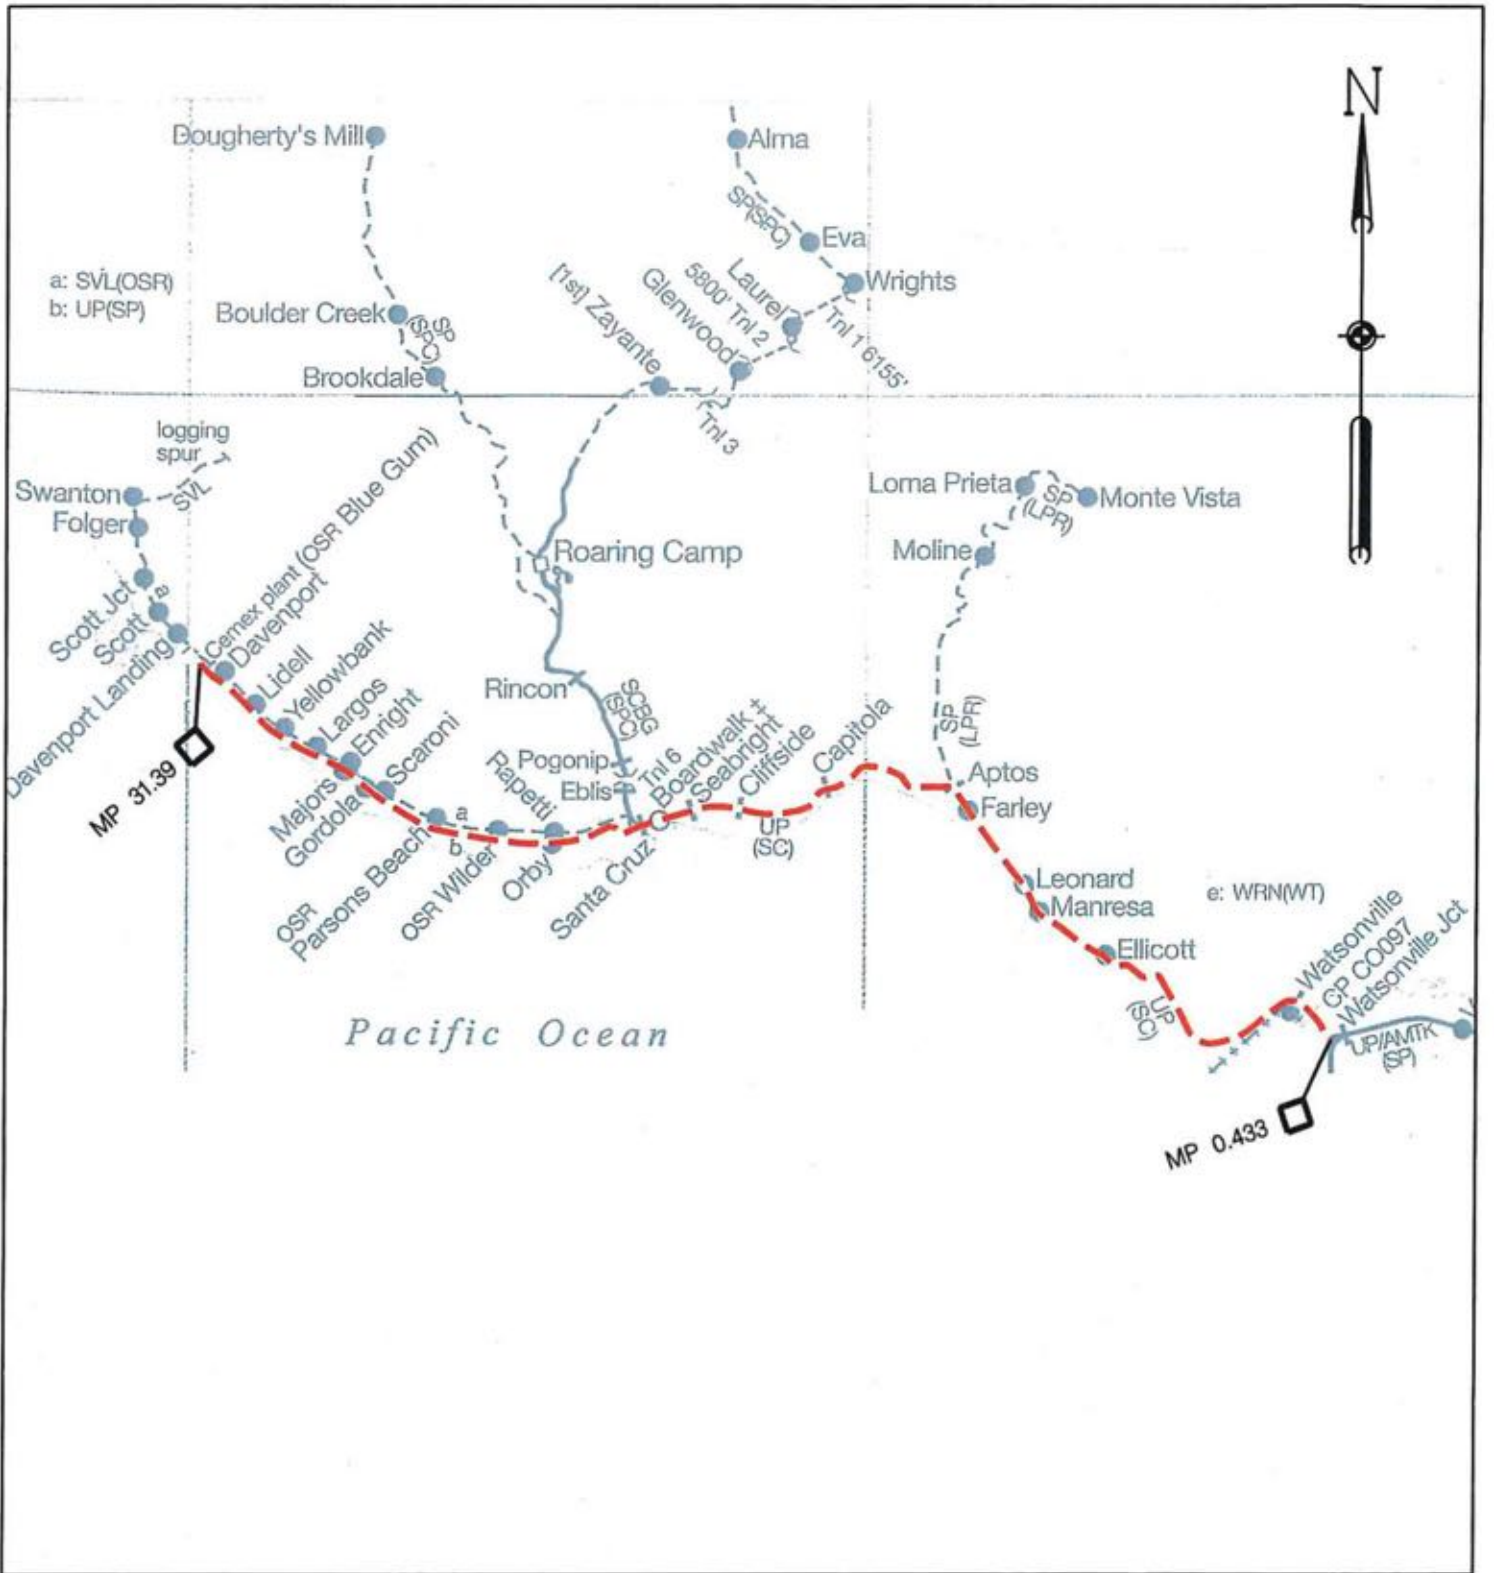 N
Dougherty's Mill
Alma
SP(SPC)
Eva
a: SVL(OSR)
b: UP(SP)
Wrights
Laurel
5800' Tnl 2
Glenwood
[1st] Zayante
Tnl 1 6155'
Boulder Creek
SP
(SPC)
Brookdale
Tnl 3
logging
spur
SVL
Swanton
Folger
Loma Prieta
SP
(LPR)
Monte Vista
Moline
Roaring Camp
Cemex plant (OSR Blue Gum)
Davenport
Scott Jct
a
Scott
Davenport Landing
Lidell
Yellowbank
Largos
Enright
Scaroni
Rincon
SCBG
(SPC)
Pogonip
Eblis
Tnl 6
Boardwalk ‡
Seabright
Cliffside
Capitola
SP
(LPR)
Aptos
Farley
MP 31.39
Majors
Gordola
OSR
Parsons Beach
a
b
Rapetti
OSR Wilder
Orby
Santa Cruz
UP
(SC)
Leonard
Manresa
e: WRN(WT)
Ellicott
UP
(SC)
Watsonville
CP CO097
Watsonville Jct
UP/AMTK
(SP)
Pacific Ocean
MP 0.433